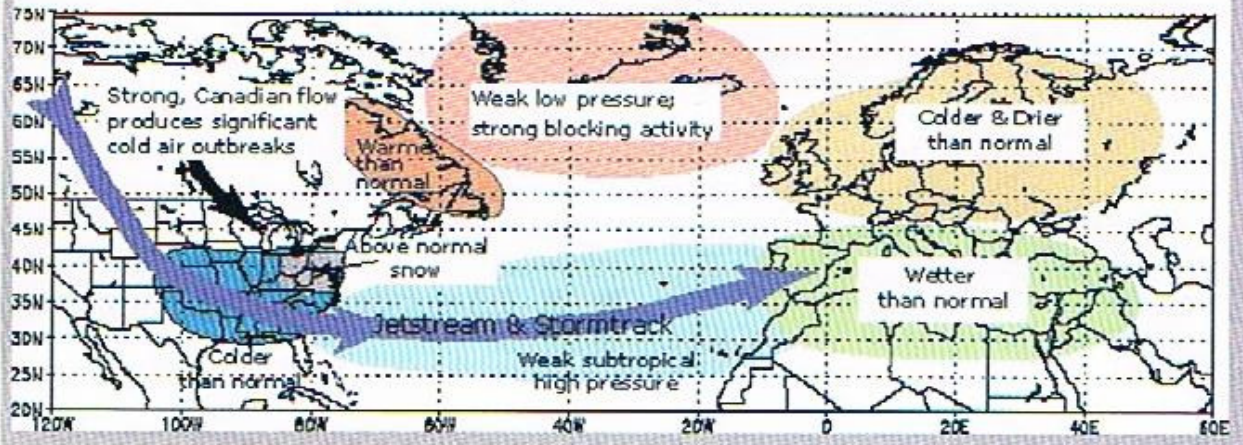 75N
70N
65N
60N
55N
50N
45N
40N
35N
30N
25N
20N
Strong, Canadian flow
produces significant
cold air outbreaks
Warmer
than
normal
Weak low pressure;
strong blocking activity
Colder & Drier
than normal
Above normal
snow
Wetter
than normal
Jetstream & Stormtrack
Colder
than normal
Weak subtropical
high pressure
120W 100W 80W 60W 40W 20W 0 20E 40E 60E